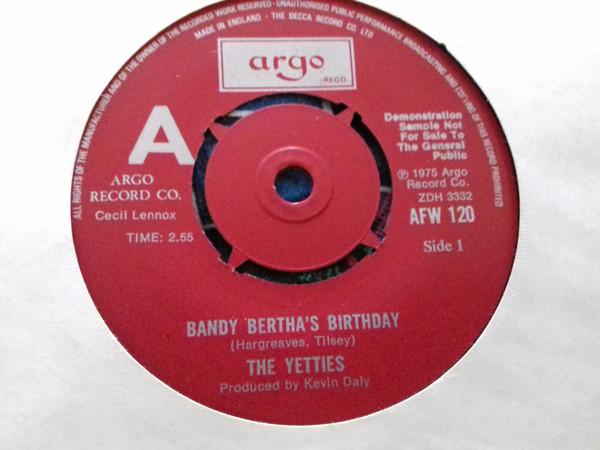 ALL RIGHTS OF THE MANUFACTURER AND OF THE OWNER OF THE RECORDED WORK RESERVED · UNAUTHORISED PUBLIC PERFORMANCE BROADCASTING AND COPYING OF THIS RECORD PROHIBITED
MADE IN ENGLAND · THE DECCA RECORD CO. LTD
argo
REGD.
A
ARGO
RECORD CO.
Cecil Lennox
TIME: 2.55
Demonstration
Sample Not
For Sale To
The General
Public
℗ 1975 Argo
Record Co.
ZDH 3332
AFW 120
Side 1
BANDY BERTHA'S BIRTHDAY
(Hargreaves, Tilsey)
THE YETTIES
Produced by Kevin Daly